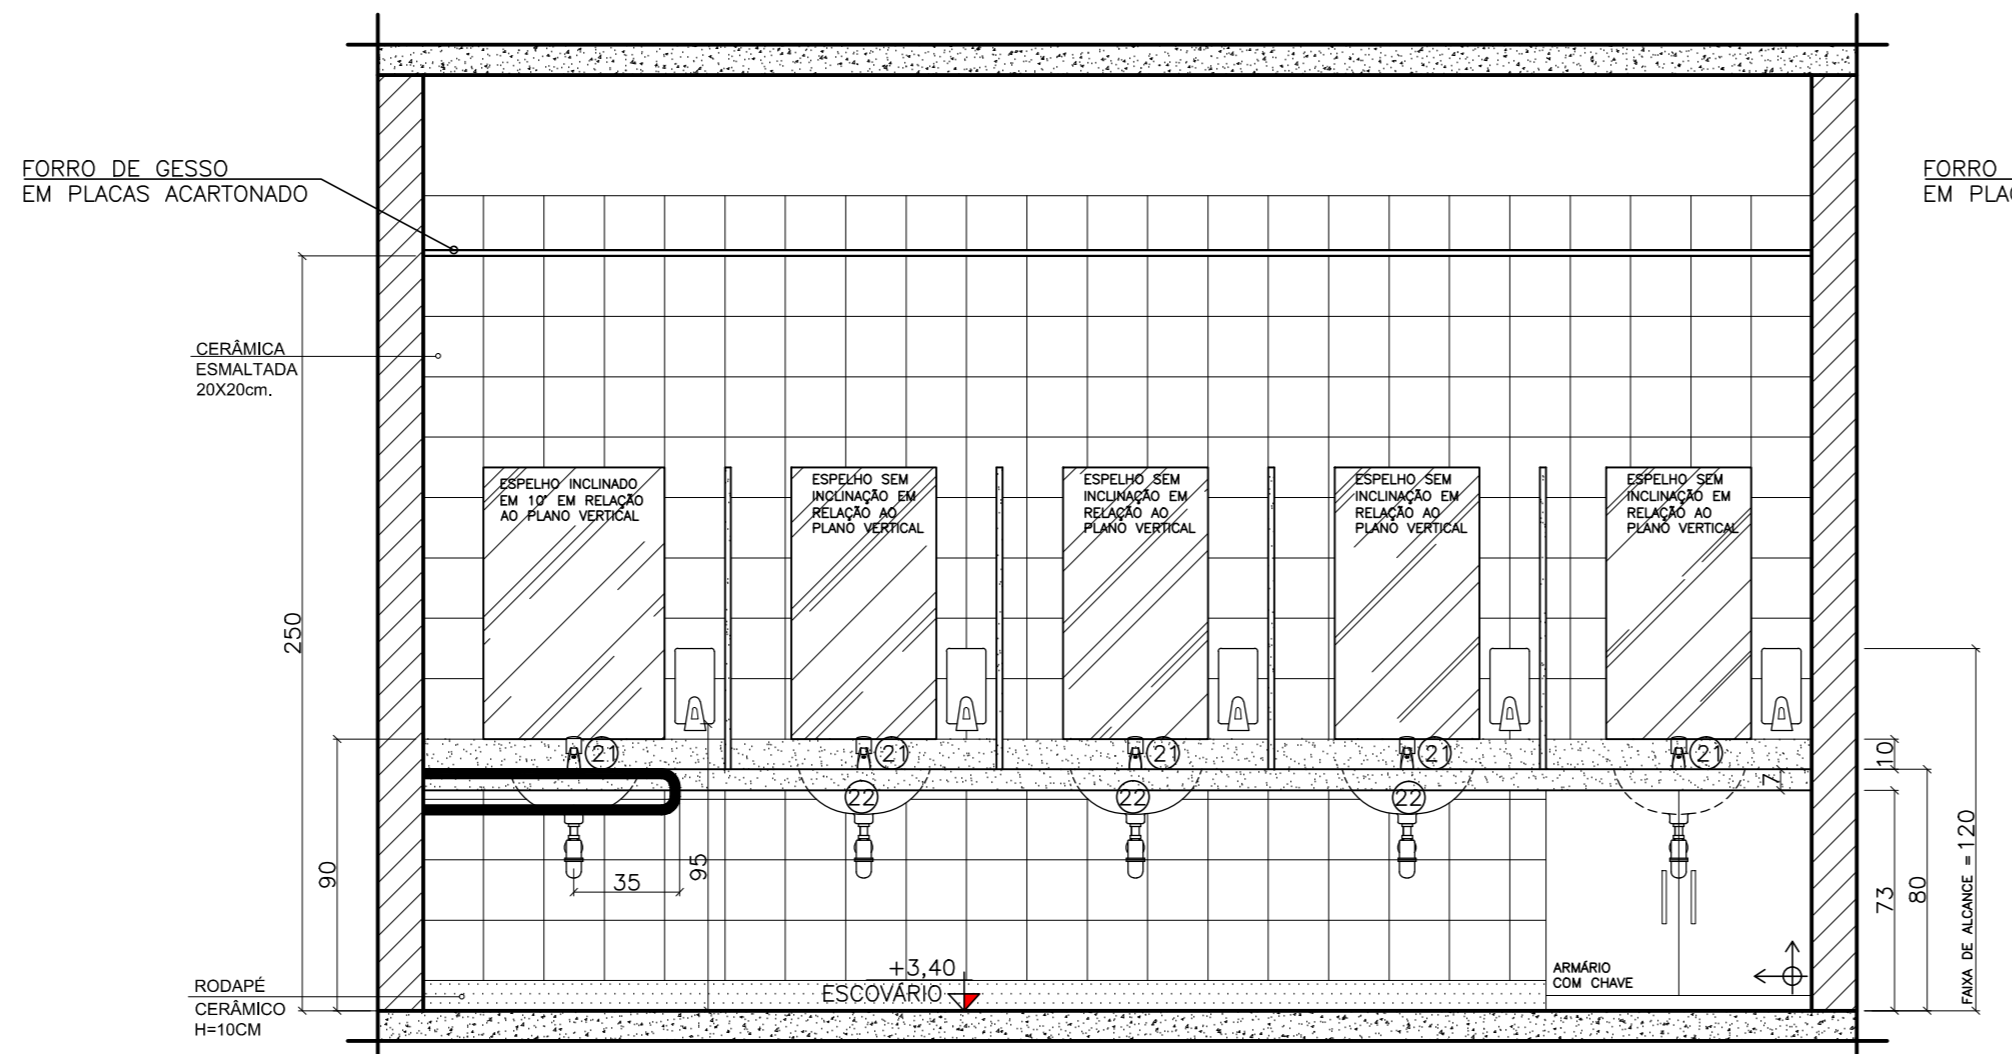 FORRO DE GESSO
EM PLACAS ACARTONADO
FORRO
EM PLA
CERÂMICA
ESMALTADA
20X20cm.
ESPELHO INCLINADO
EM 10° EM RELAÇÃO
AO PLANO VERTICAL
ESPELHO SEM
INCLINAÇÃO EM
RELAÇÃO AO
PLANO VERTICAL
ESPELHO SEM
INCLINAÇÃO EM
RELAÇÃO AO
PLANO VERTICAL
ESPELHO SEM
INCLINAÇÃO EM
RELAÇÃO AO
PLANO VERTICAL
ESPELHO SEM
INCLINAÇÃO EM
RELAÇÃO AO
PLANO VERTICAL
250
21
21
21
21
21
10
7
22
22
22
90
35
95
73
80
FAIXA DE ALCANCE = 120
+3,40
ESCOVÁRIO
ARMÁRIO
COM CHAVE
RODAPÉ
CERÂMICO
H=10CM